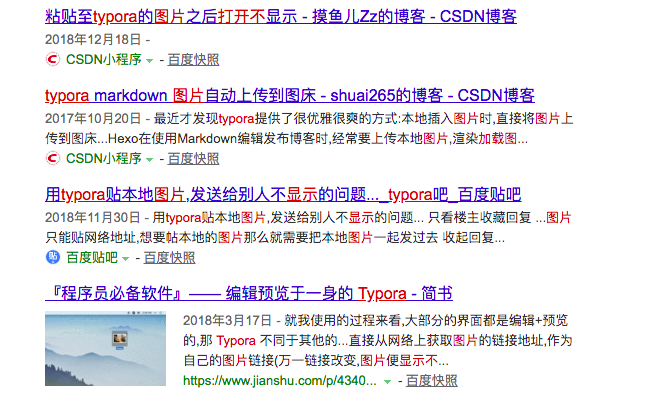 粘贴至typora的图片之后打开不显示 - 摸鱼儿Zz的博客 - CSDN博客
2018年12月18日 -
CSDN小程序 - 百度快照
typora markdown 图片自动上传到图床 - shuai265的博客 - CSDN博客
2017年10月20日 - 最近才发现typora提供了很优雅很爽的方式:本地插入图片时,直接将图片上
传到图床...Hexo在使用Markdown编辑发布博客时,经常要上传本地图片,渲染加载图...
CSDN小程序 - 百度快照
用typora贴本地图片,发送给别人不显示的问题..._typora吧_百度贴吧
2018年11月30日 - 用typora贴本地图片,发送给别人不显示的问题... 只看楼主收藏回复 ...图片
只能贴网络地址,想要帖本地的图片那么就需要把本地图片一起发过去 收起回复...
贴 百度贴吧 - 百度快照
『程序员必备软件』—— 编辑预览于一身的 Typora - 简书
2018年3月17日 - 就我使用的过程来看,大部分的界面都是编辑+预览
的,那 Typora 不同于其他的...直接从网络上获取图片的链接地址,作为
自己的图片链接(万一链接改变,图片便显示不...
https://www.jianshu.com/p/4340... - 百度快照